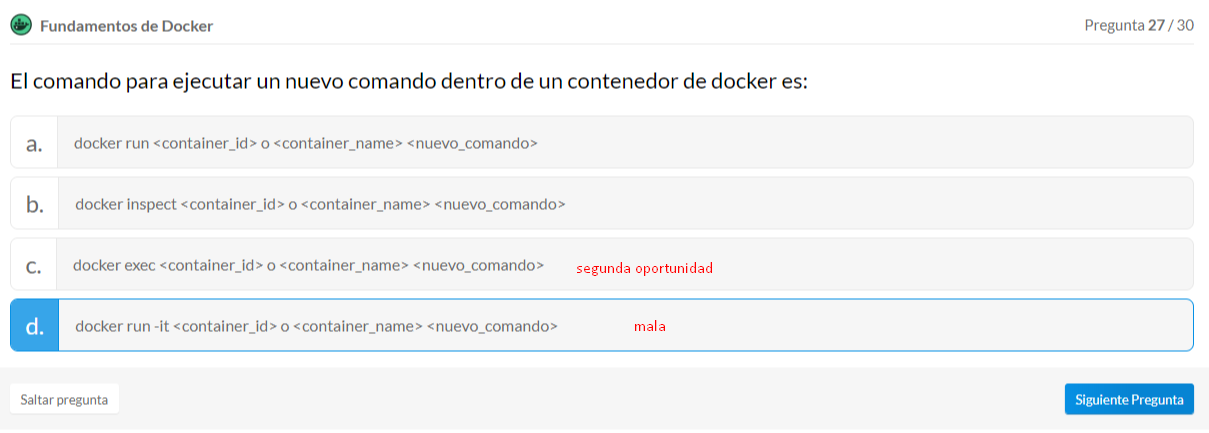 Fundamentos de Docker
Pregunta 27 / 30
El comando para ejecutar un nuevo comando dentro de un contenedor de docker es:
a. docker run <container_id> o <container_name> <nuevo_comando>
b. docker inspect <container_id> o <container_name> <nuevo_comando>
c. docker exec <container_id> o <container_name> <nuevo_comando> segunda oportunidad
d. docker run -it <container_id> o <container_name> <nuevo_comando> mala
Saltar pregunta
Siguiente Pregunta